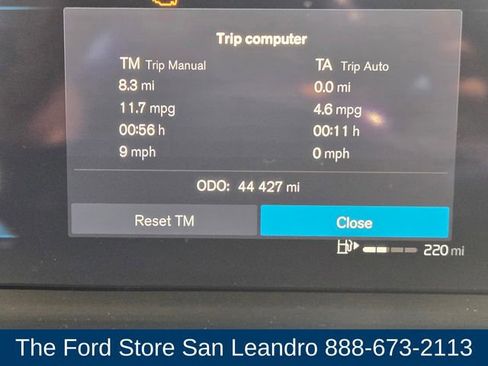 Trip computer
TM Trip Manual TA Trip Auto
8.3 mi 0.0 mi
11.7 mpg 4.6 mpg
00:56 h 00:11 h
9 mph 0 mph
ODO: 44 427 mi
Reset TM Close
220 mi
The Ford Store San Leandro 888-673-2113